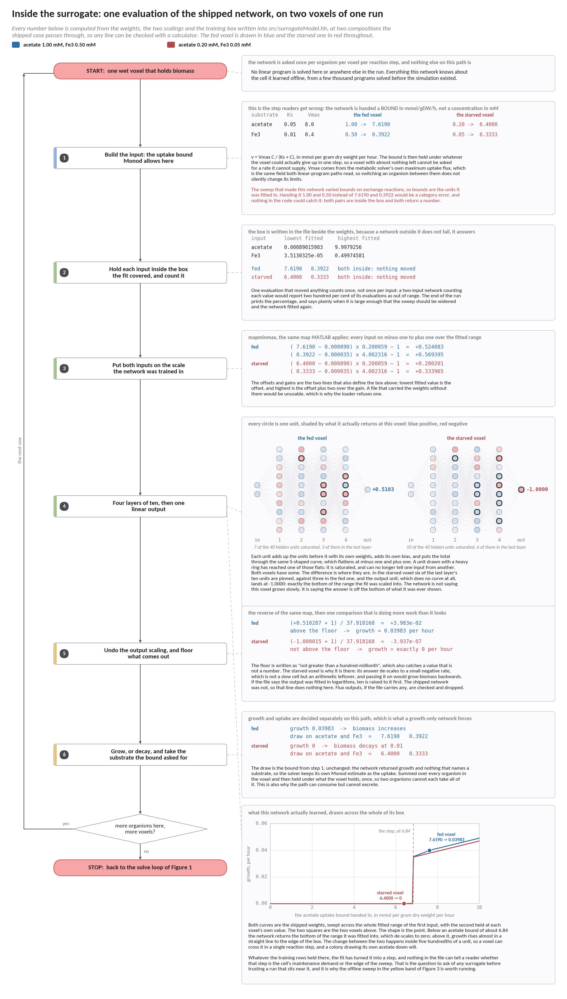 Inside the surrogate: one evaluation of the shipped network, on two voxels of one run
Every number below is computed from the weights, the two scalings and the training box written into src/surrogateModel.hh, at two compositions the
shipped case passes through, so any line can be checked with a calculator. The fed voxel is drawn in blue and the starved one in red throughout.
acetate 1.00 mM, Fe3 0.50 mM
acetate 0.20 mM, Fe3 0.05 mM
START: one wet voxel that holds biomass
the network is asked once per organism per voxel per reaction step, and nothing else on this path is
No linear program is solved here or anywhere else in the run. Everything this network knows about
the cell it learned offline, from a few thousand programs solved before the simulation existed.
1
Build the input: the uptake bound
Monod allows here
this is the step readers get wrong: the network is handed a BOUND in mmol/gDW/h, not a concentration in mM
substrate Ks Vmax the fed voxel the starved voxel
acetate 0.05 8.0 1.00 -> 7.6190 0.20 -> 6.4000
Fe3 0.01 0.4 0.50 -> 0.3922 0.05 -> 0.3333
v = Vmax C / (Ks + C), in mmol per gram dry weight per hour. The bound is then held under whatever
the voxel could actually give up in one step, so a voxel with almost nothing left cannot be asked
for a rate it cannot supply. Vmax comes from the metabolic solver's own maximum uptake flux, which
is the same field both linear-program paths read, so switching an organism between them does not
silently change its limits.
The sweep that made this network varied bounds on exchange reactions, so bounds are the units it
was fitted in. Handing it 1.00 and 0.50 instead of 7.6190 and 0.3922 would be a category error, and
nothing in the code could catch it: both pairs are inside the box and both return a number.
2
Hold each input inside the box
the fit covered, and count it
the box is written in the file beside the weights, because a network outside it does not fail, it answers
input lowest fitted highest fitted
acetate 0.00089015983 9.9979256
Fe3 3.5130325e-05 0.49974581
fed 7.6190 0.3922 both inside: nothing moved
starved 6.4000 0.3333 both inside: nothing moved
One evaluation that moved anything counts once, not once per input: a two-input network counting
each value would report two hundred per cent of its evaluations as out of range. The end of the run
prints the percentage, and says plainly when it is large enough that the sweep should be widened
and the network fitted again.
3
Put both inputs on the scale
the network was trained in
mapminmax, the same map MATLAB applies: every input on minus one to plus one over the fitted range
fed ( 7.6190 − 0.000890) x 0.200059 − 1 = +0.524083
( 0.3922 − 0.000035) x 4.002316 − 1 = +0.569395
starved ( 6.4000 − 0.000890) x 0.200059 − 1 = +0.280201
( 0.3333 − 0.000035) x 4.002316 − 1 = +0.333965
The offsets and gains are the two lines that also define the box above: lowest fitted value is the
offset, and highest is the offset plus two over the gain. A file that carried the weights without
them would be unusable, which is why the loader refuses one.
the next one
4
Four layers of ten, then one
linear output
every circle is one unit, shaded by what it actually returns at this voxel: blue positive, red negative
the fed voxel the starved voxel
+0.5103 -1.0000
in 1 2 3 4 out in 1 2 3 4 out
7 of the 40 hidden units saturated, 3 of them in the last layer 10 of the 40 hidden units saturated, 6 of them in the last layer
Each unit adds up the units before it with its own weights, adds its own bias, and puts the total
through the same S-shaped curve, which flattens at minus one and plus one. A unit drawn with a heavy
ring has reached one of those flats: it is saturated, and can no longer tell one input from another.
Both voxels have some. The difference is where they are. In the starved voxel six of the last layer's
ten units are pinned, against three in the fed one, and the output unit, which does no curve at all,
lands at -1.0000: exactly the bottom of the range the fit was scaled into. The network is not saying
this voxel grows slowly. It is saying the answer is off the bottom of what it was ever shown.
5
Undo the output scaling, and floor
what comes out
the reverse of the same map, then one comparison that is doing more work than it looks
fed (+0.510287 + 1) / 37.918168 = +3.983e-02
above the floor -> growth = 0.03983 per hour
starved (-1.000015 + 1) / 37.918168 = -3.937e-07
not above the floor -> growth = exactly 0 per hour
The floor is written as "not greater than a hundred-millionth", which also catches a value that is
not a number. The starved voxel is why it is there: its answer de-scales to a small negative rate,
which is not a slow cell but an arithmetic leftover, and passing it on would grow biomass backwards.
If the file says the output was fitted in logarithms, ten is raised to it first. The shipped network
was not, so that line does nothing here. Flux outputs, if the file carries any, are checked and dropped.
6
Grow, or decay, and take the
substrate the bound asked for
growth and uptake are decided separately on this path, which is what a growth-only network forces
fed growth 0.03983 -> biomass increases
draw on acetate and Fe3 = 7.6190 0.3922
starved growth 0 -> biomass decays at 0.01
draw on acetate and Fe3 = 6.4000 0.3333
The draw is the bound from step 1, unchanged: the network returned growth and nothing that names a
substrate, so the solver keeps its own Monod estimate as the uptake. Summed over every organism in
the voxel and then held under what the voxel holds, once, so two organisms cannot each take all of
it. This is also why the path can consume but cannot excrete.
yes
more organisms here,
more voxels?
no
STOP: back to the solve loop of Figure 1
what this network actually learned, drawn across the whole of its box
0.06
0.04
0.02
0.00
growth, per hour
the step, at 6.84
fed voxel
7.6190 -> 0.03983
starved voxel
6.4000 -> 0
0 2 4 6 8 10
the acetate uptake bound handed in, in mmol per gram dry weight per hour
Both curves are the shipped weights, swept across the whole fitted range of the first input, with the second held at each
voxel's own value. The two squares are the two voxels above. The shape is the point. Below an acetate bound of about 6.84
the network returns the bottom of the range it was fitted into, which de-scales to zero; above it, growth rises almost in a
straight line to the edge of the box. The change between the two happens inside five hundredths of a unit, so a voxel can
cross it in a single reaction step, and a colony drawing its own acetate down will.
Whatever the training rows held there, the fit has turned it into a step, and nothing in the file can tell a reader whether
that step is the cell's maintenance demand or the edge of the sweep. That is the question to ask of any surrogate before
trusting a run that sits near it, and it is why the offline sweep in the yellow band of Figure 3 is worth running.